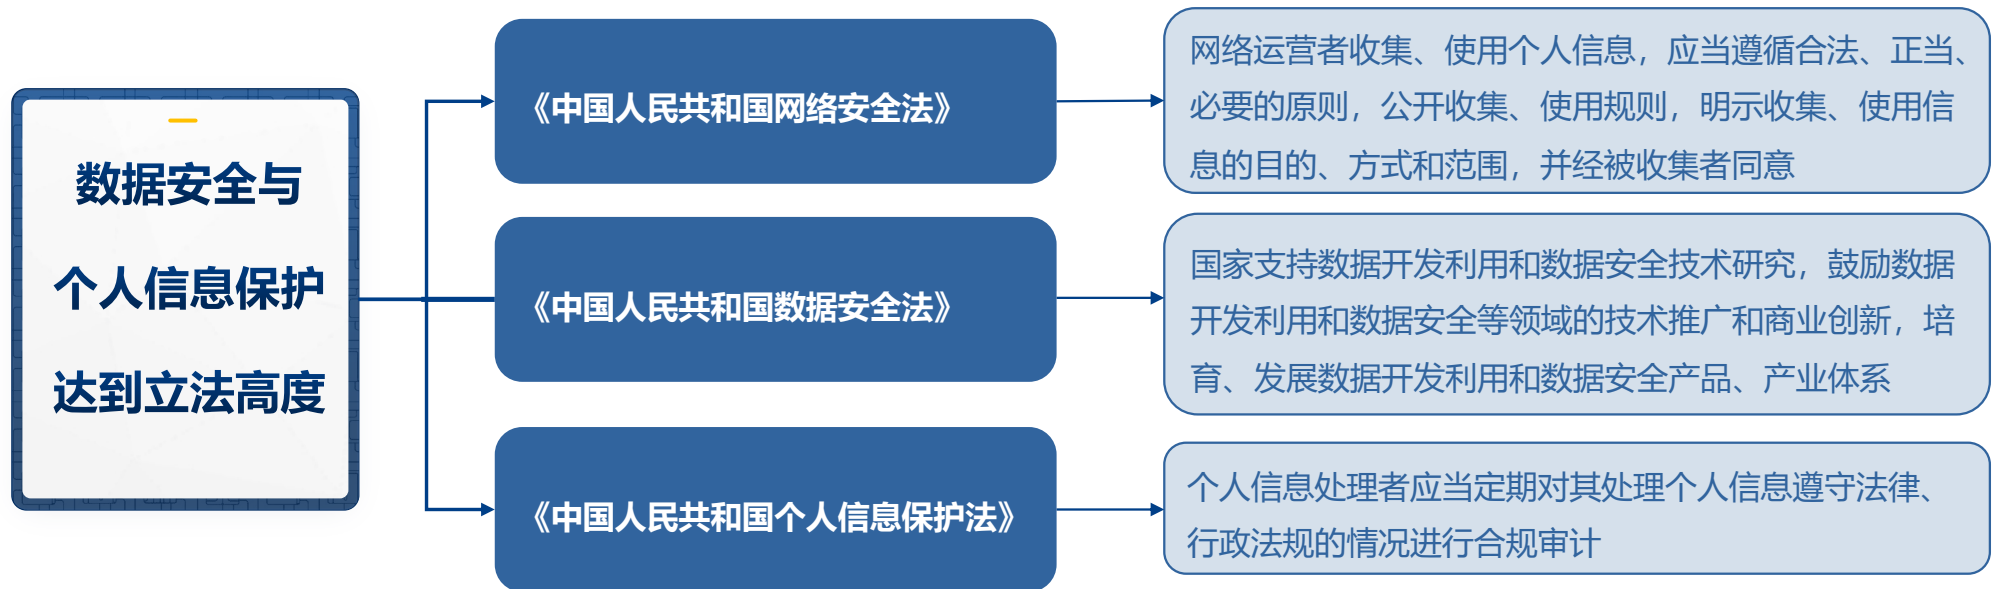 数据安全与
个人信息保护
达到立法高度
《中国人民共和国网络安全法》
网络运营者收集、使用个人信息，应当遵循合法、正当、
必要的原则，公开收集、使用规则，明示收集、使用信
息的目的、方式和范围，并经被收集者同意
《中国人民共和国数据安全法》
国家支持数据开发利用和数据安全技术研究，鼓励数据
开发利用和数据安全等领域的技术推广和商业创新，培
育、发展数据开发利用和数据安全产品、产业体系
《中国人民共和国个人信息保护法》
个人信息处理者应当定期对其处理个人信息遵守法律、
行政法规的情况进行合规审计